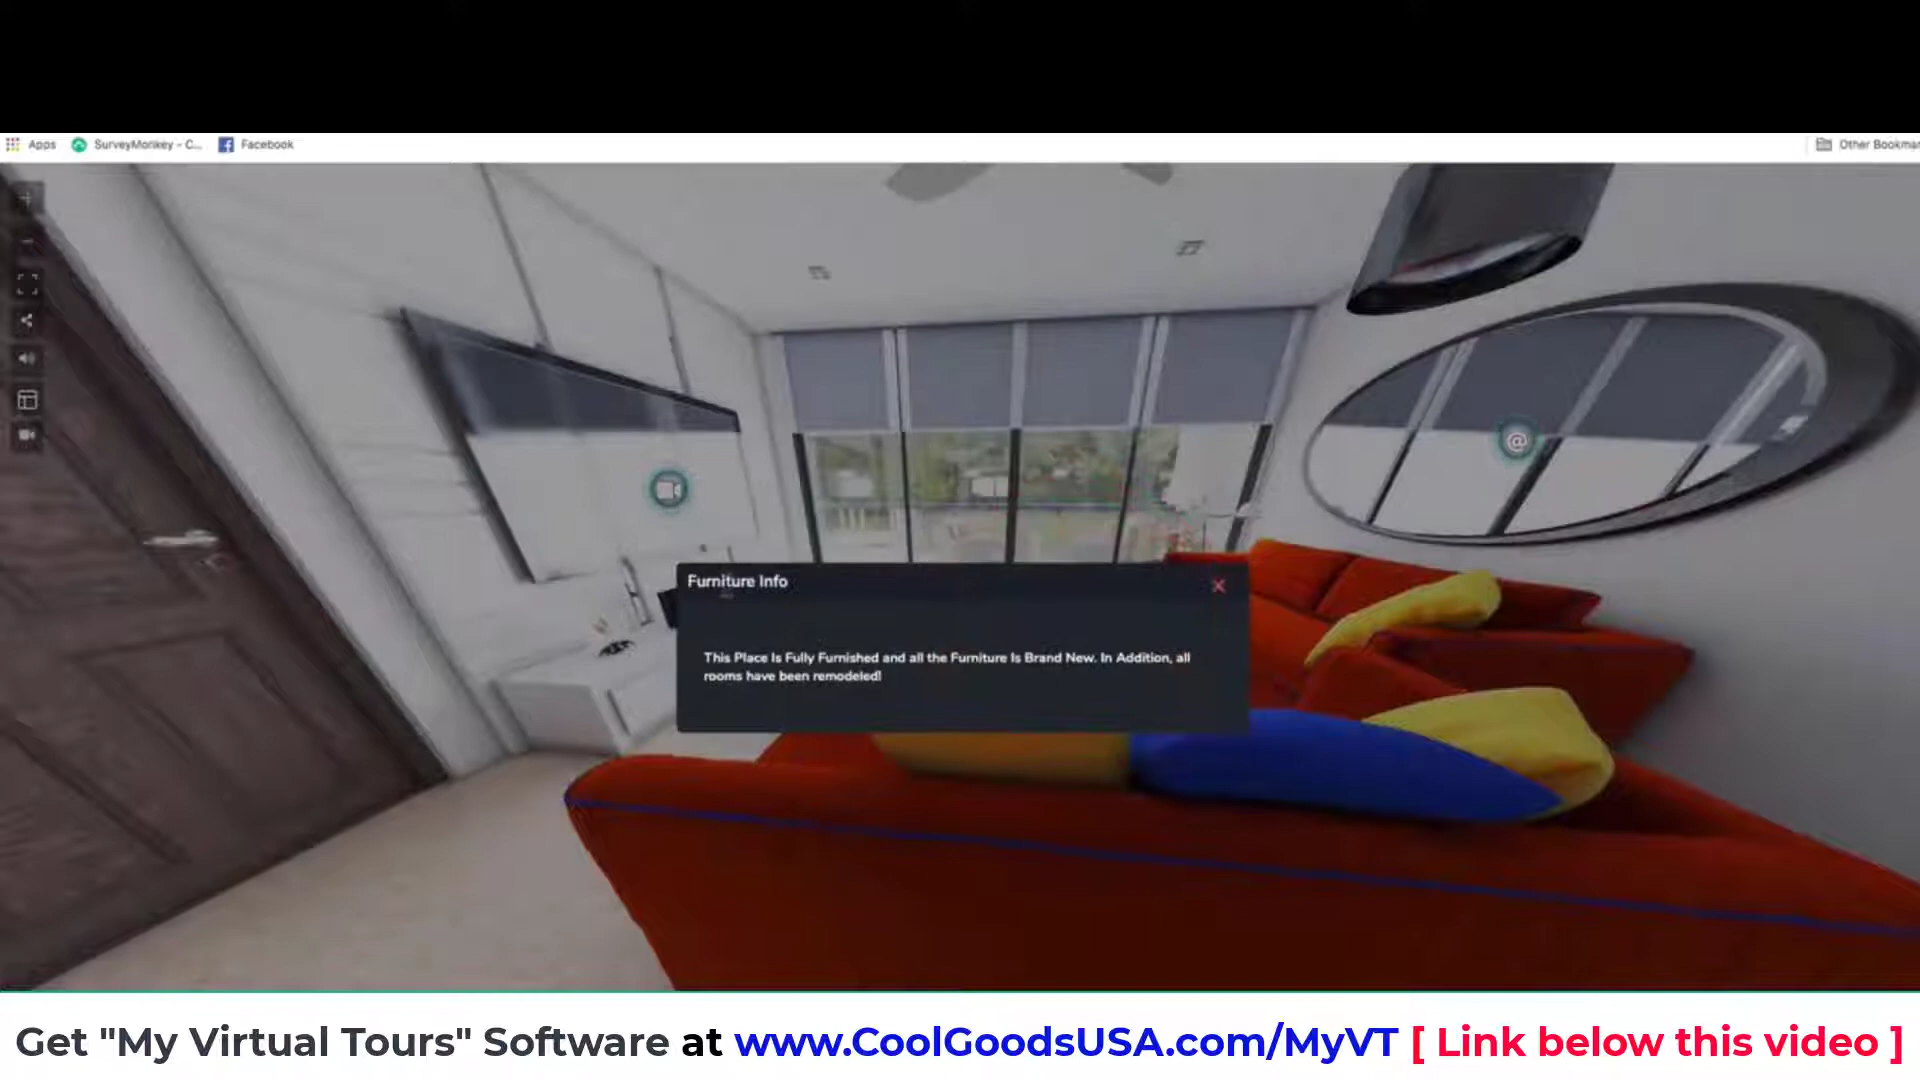 Apps SurveyMonkey - C... Facebook Other Bookmar
@
Furniture Info
This Place Is Fully Furnished and all the Furniture Is Brand New. In Addition, all
rooms have been remodeled!
Get "My Virtual Tours" Software at www.CoolGoodsUSA.com/MyVT [ Link below this video ]